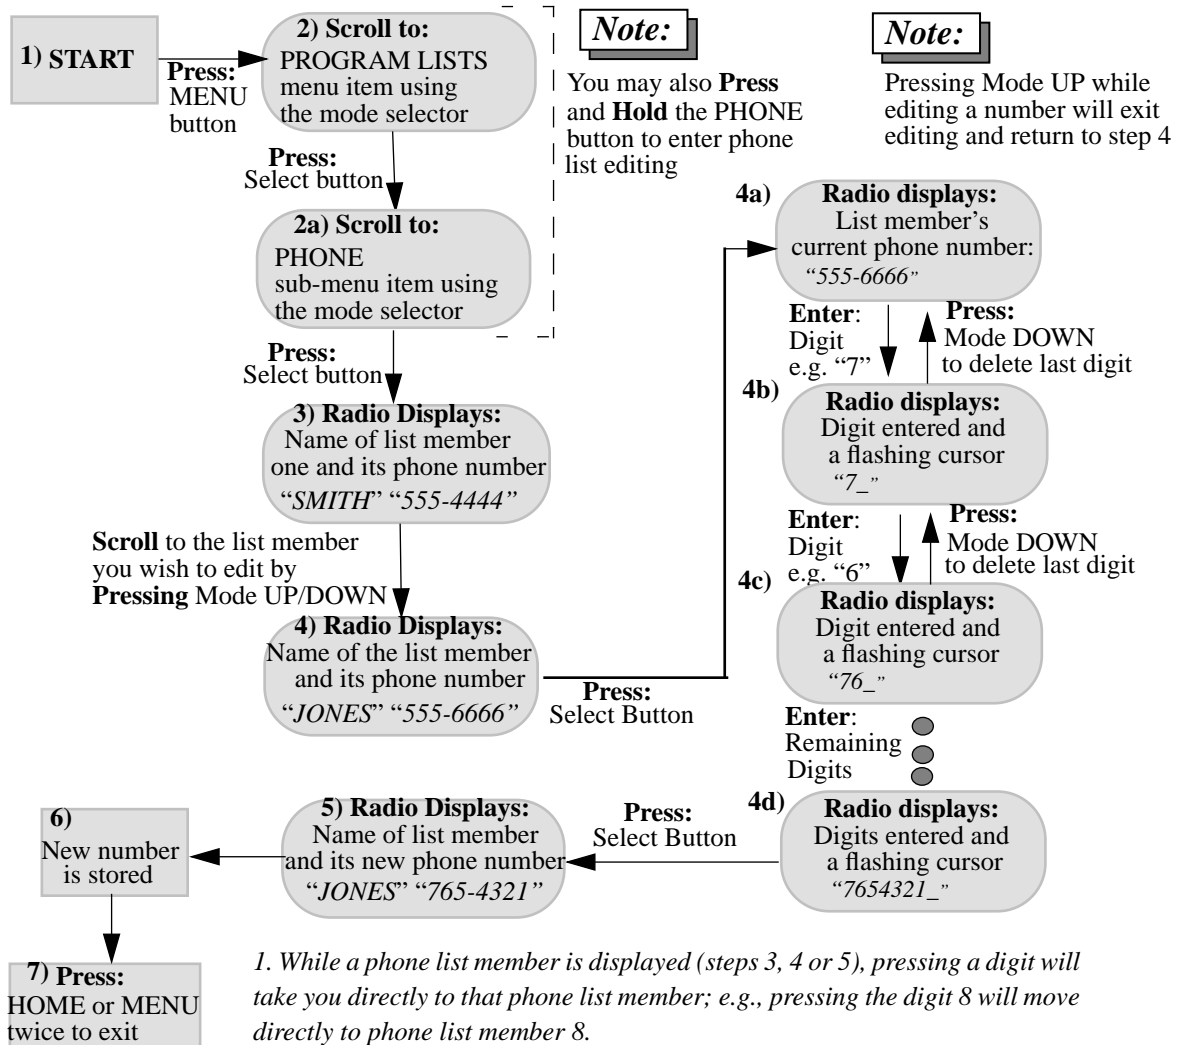 1) START
Press:
MENU
button
2) Scroll to:
PROGRAM LISTS
menu item using
the mode selector
Press:
Select button
2a) Scroll to:
PHONE
sub-menu item using
the mode selector
Press:
Select button
Note:
You may also Press
and Hold the PHONE
button to enter phone
list editing
Note:
Pressing Mode UP while
editing a number will exit
editing and return to step 4
3) Radio Displays:
Name of list member
one and its phone number
“SMITH” “555-4444”
Scroll to the list member
you wish to edit by
Pressing Mode UP/DOWN
4) Radio Displays:
Name of the list member
and its phone number
“JONES” “555-6666”
Press:
Select Button
4a)
Radio displays:
List member’s
current phone number:
“555-6666”
Enter:
Digit
e.g. “7”
Press:
Mode DOWN
to delete last digit
4b)
Radio displays:
Digit entered and
a flashing cursor
“7_”
Enter:
Digit
e.g. “6”
Press:
Mode DOWN
to delete last digit
4c)
Radio displays:
Digit entered and
a flashing cursor
“76_”
Enter:
Remaining
Digits
4d)
Radio displays:
Digits entered and
a flashing cursor
“7654321_”
Press:
Select Button
5) Radio Displays:
Name of list member
and its new phone number
“JONES” “765-4321”
6)
New number
is stored
7) Press:
HOME or MENU
twice to exit
1. While a phone list member is displayed (steps 3, 4 or 5), pressing a digit will
take you directly to that phone list member; e.g., pressing the digit 8 will move
directly to phone list member 8.